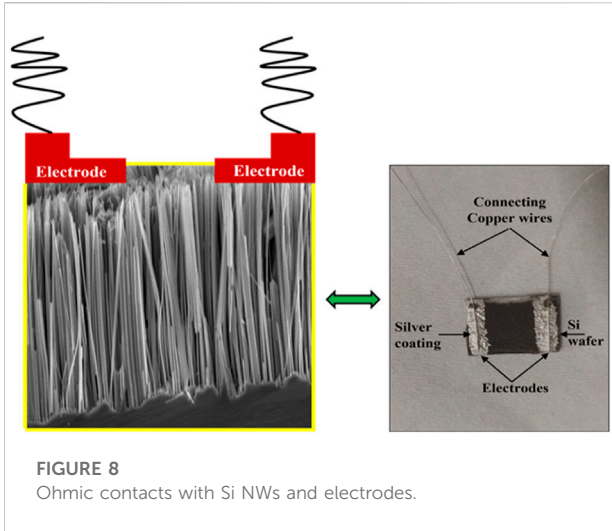 Electrode
Electrode
Connecting
Copper wires
Silver
coating
Si
wafer
Electrodes
FIGURE 8
Ohmic contacts with Si NWs and electrodes.